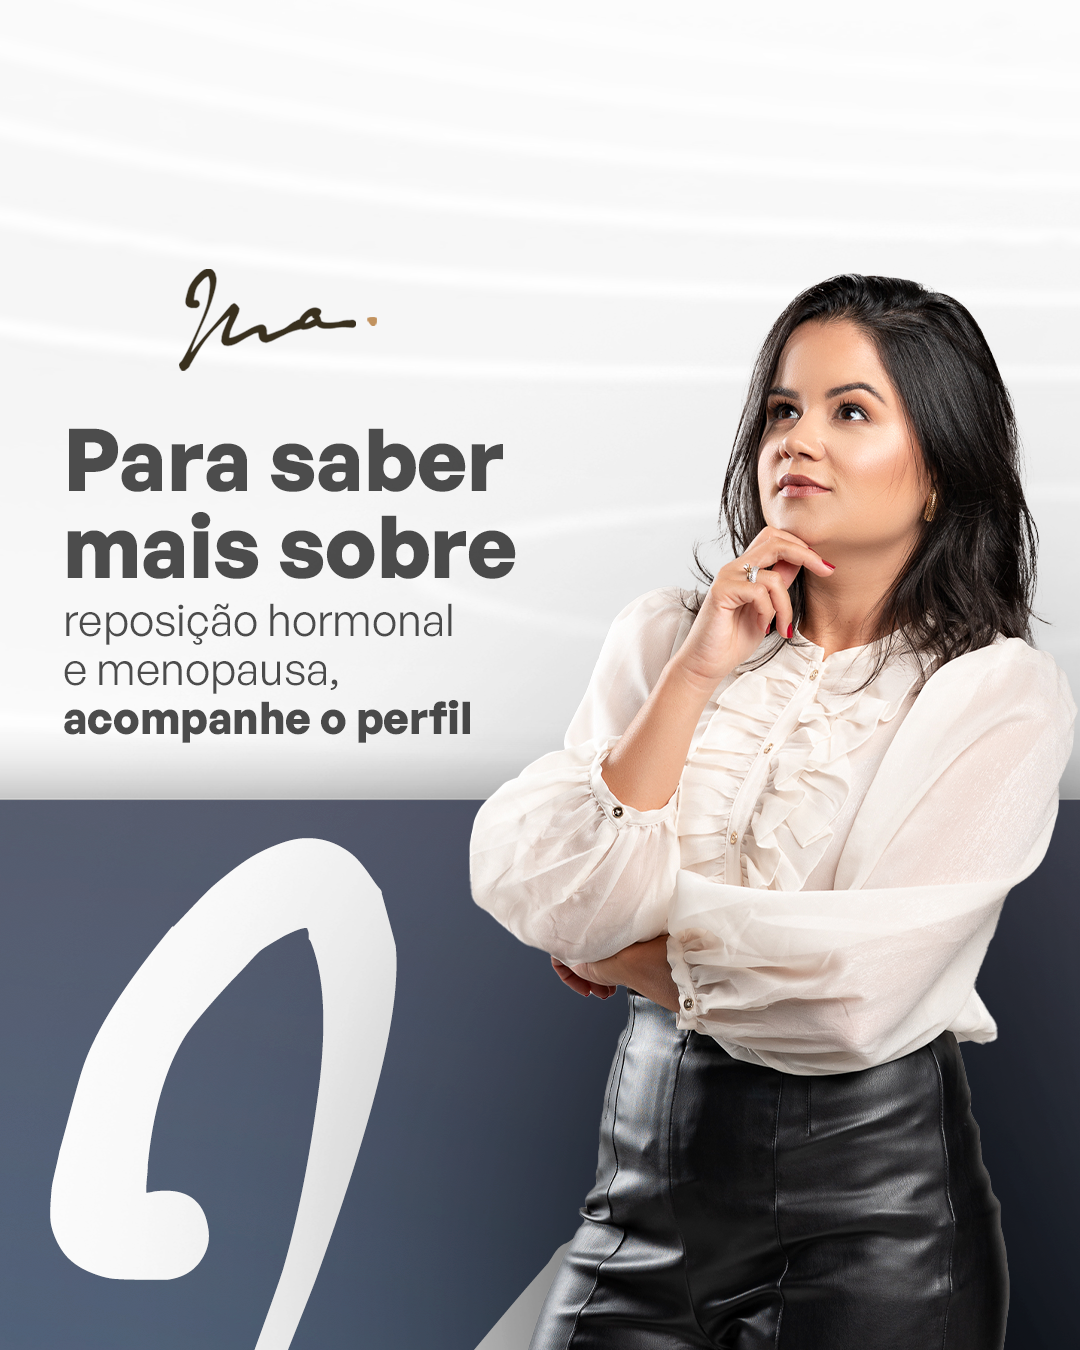 Para saber
mais sobre
reposição hormonal
e menopausa,
acompanhe o perfil